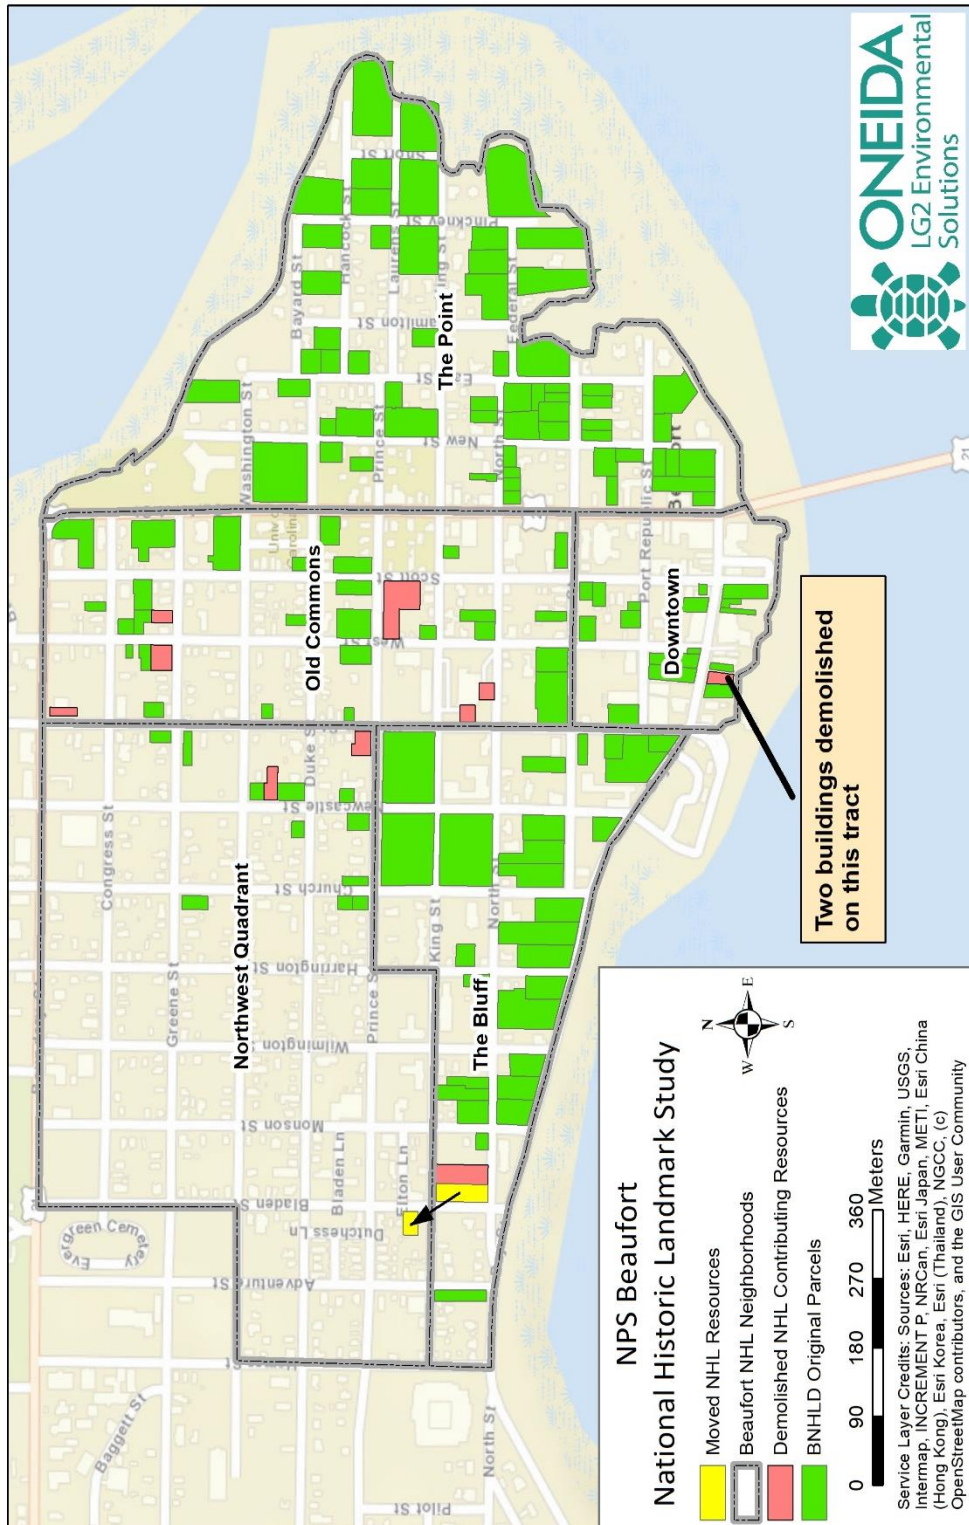 Two buildings demolished
on this tract
Northwest Quadrant
Old Commons
The Point
The Bluff
Downtown
Baggett St
Pilot St
North St
Evergreen Cemetery
Adventure St
Dutchess Ln
Bladen St
Bladen Ln
Elton Ln
Monson St
Wilmington St
Harrington St
Church St
Newcastle St
Congress St
Greene St
Duke St
Prince St
King St
North St
West St
Scott St
Washington St
Prince St
New St
North St
Port Republic St
Bayard St
Hancock St
Laurens St
Pinckney St
Short St
Federal St
21
21
NPS Beaufort
National Historic Landmark Study
Moved NHL Resources
Beaufort NHL Neighborhoods
Demolished NHL Contributing Resources
BNHLD Original Parcels
N
W
E
S
0 90 180 270 360
Meters
Service Layer Credits: Sources: Esri, HERE, Garmin, USGS,
Intermap, INCREMENT P, NRCan, Esri Japan, METI, Esri China
(Hong Kong), Esri Korea, Esri (Thailand), NGCC, (c)
OpenStreetMap contributors, and the GIS User Community
ONEIDA
LG2 Environmental
Solutions